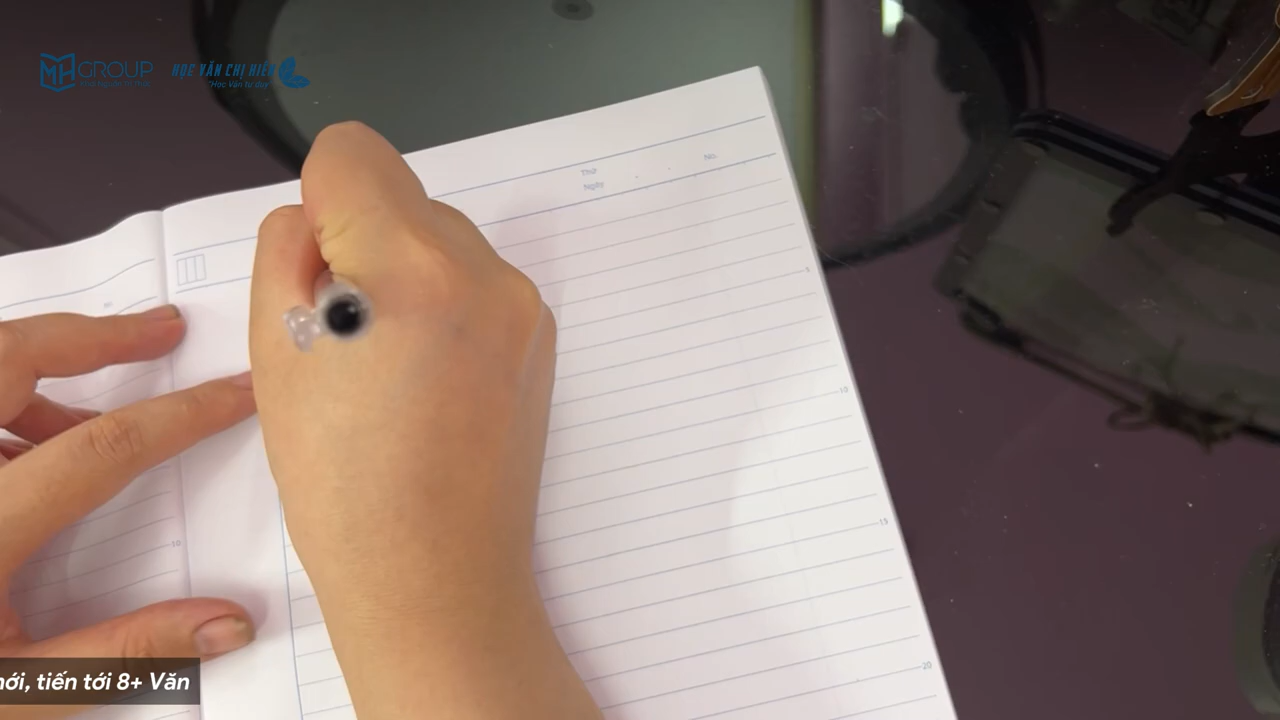 MH GROUP
HỌC VĂN CHỊ HIÊN
"Học Văn tư duy"
Thứ
Ngày
No.
5
10
15
20
10
mới, tiến tới 8+ Văn